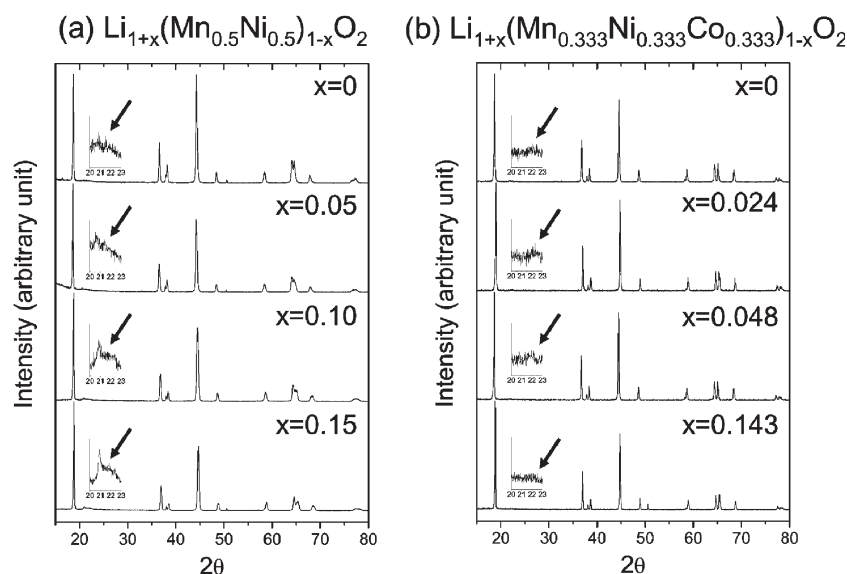 (a) Li1+x(Mn0.5Ni0.5)1-xO2
x=0
20 21 22 23
x=0.05
20 21 22 23
x=0.10
20 21 22 23
x=0.15
20 21 22 23
Intensity (arbitrary unit)
20 30 40 50 60 70 80
2θ
(b) Li1+x(Mn0.333Ni0.333Co0.333)1-xO2
x=0
20 21 22 23
x=0.024
20 21 22 23
x=0.048
20 21 22 23
x=0.143
20 21 22 23
Intensity (arbitrary unit)
20 30 40 50 60 70 80
2θ